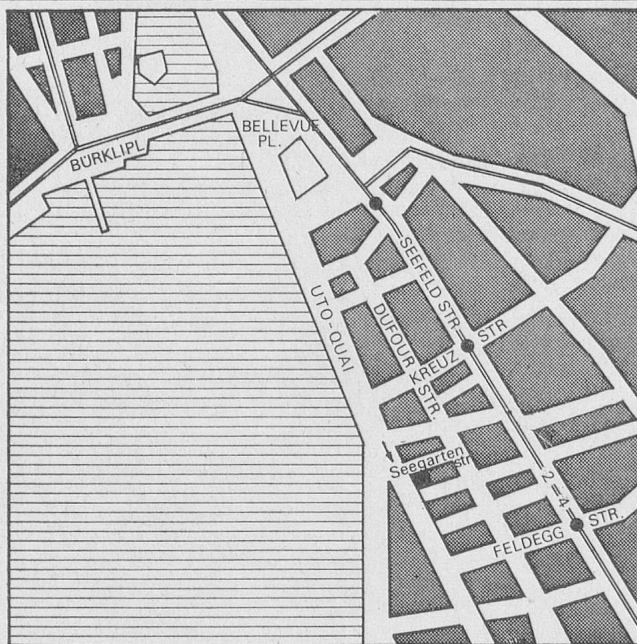 BÜRKLIPL
BELLEVUE
PL.
UTO-QUAI
SEEFELD STR.
DUFOUR STR.
KREUZ STR
Seegarten
str
2-4
FELDEGG STR.